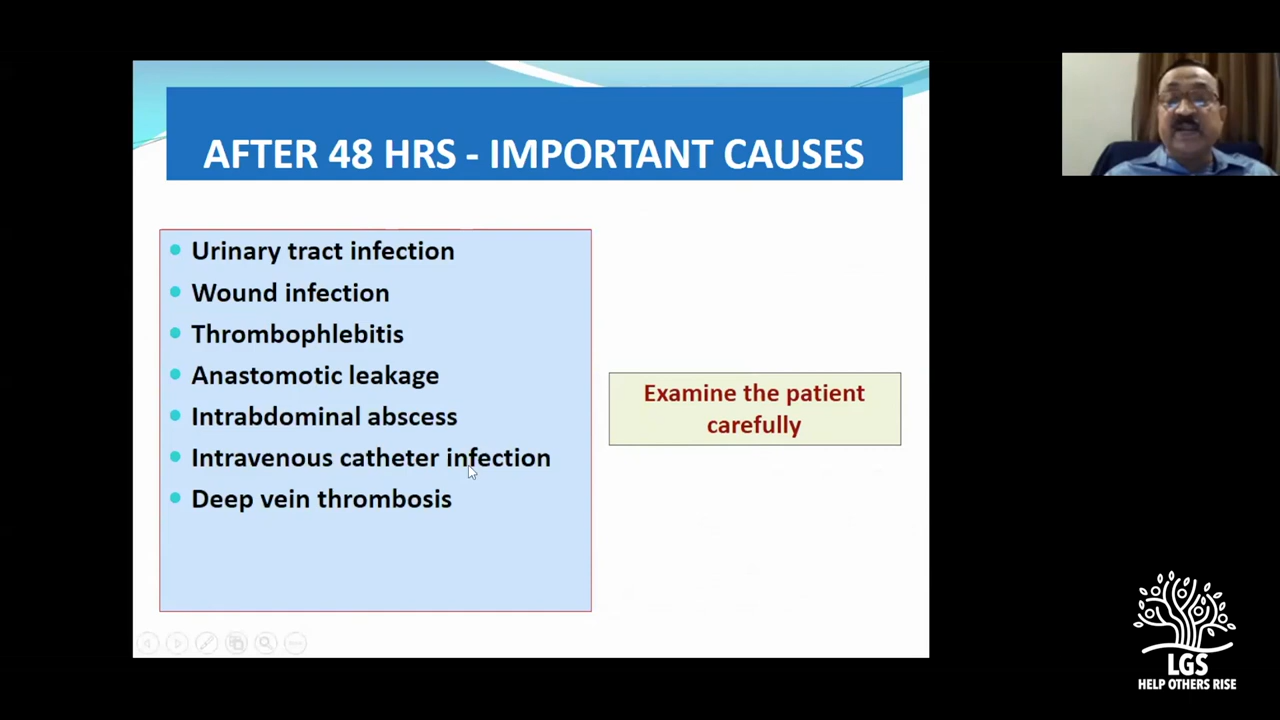 AFTER 48 HRS - IMPORTANT CAUSES
Urinary tract infection
Wound infection
Thrombophlebitis
Anastomotic leakage
Intrabdominal abscess
Intravenous catheter infection
Deep vein thrombosis
Examine the patient
carefully
LGS
HELP OTHERS RISE